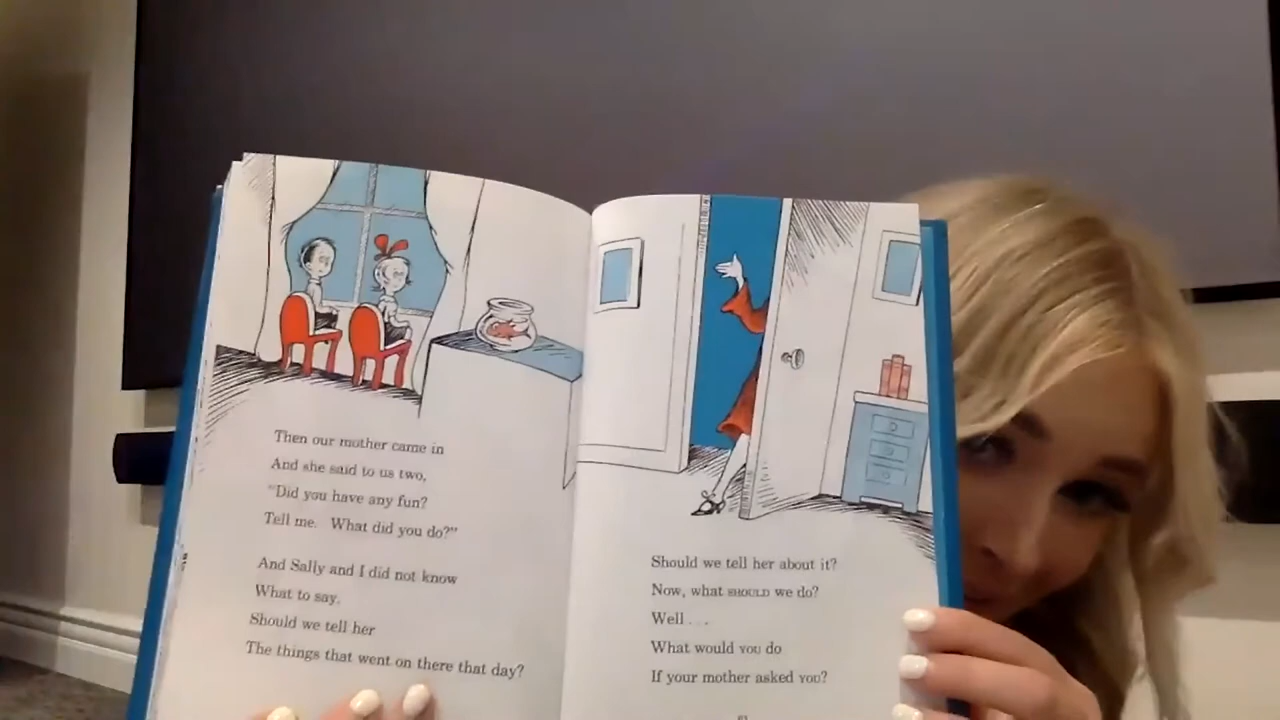 Then our mother came in
And she said to us two,
"Did you have any fun?
Tell me. What did you do?"
And Sally and I did not know
What to say.
Should we tell her
The things that went on there that day?
Should we tell her about it?
Now, what SHOULD we do?
Well . . .
What would YOU do
If your mother asked YOU?